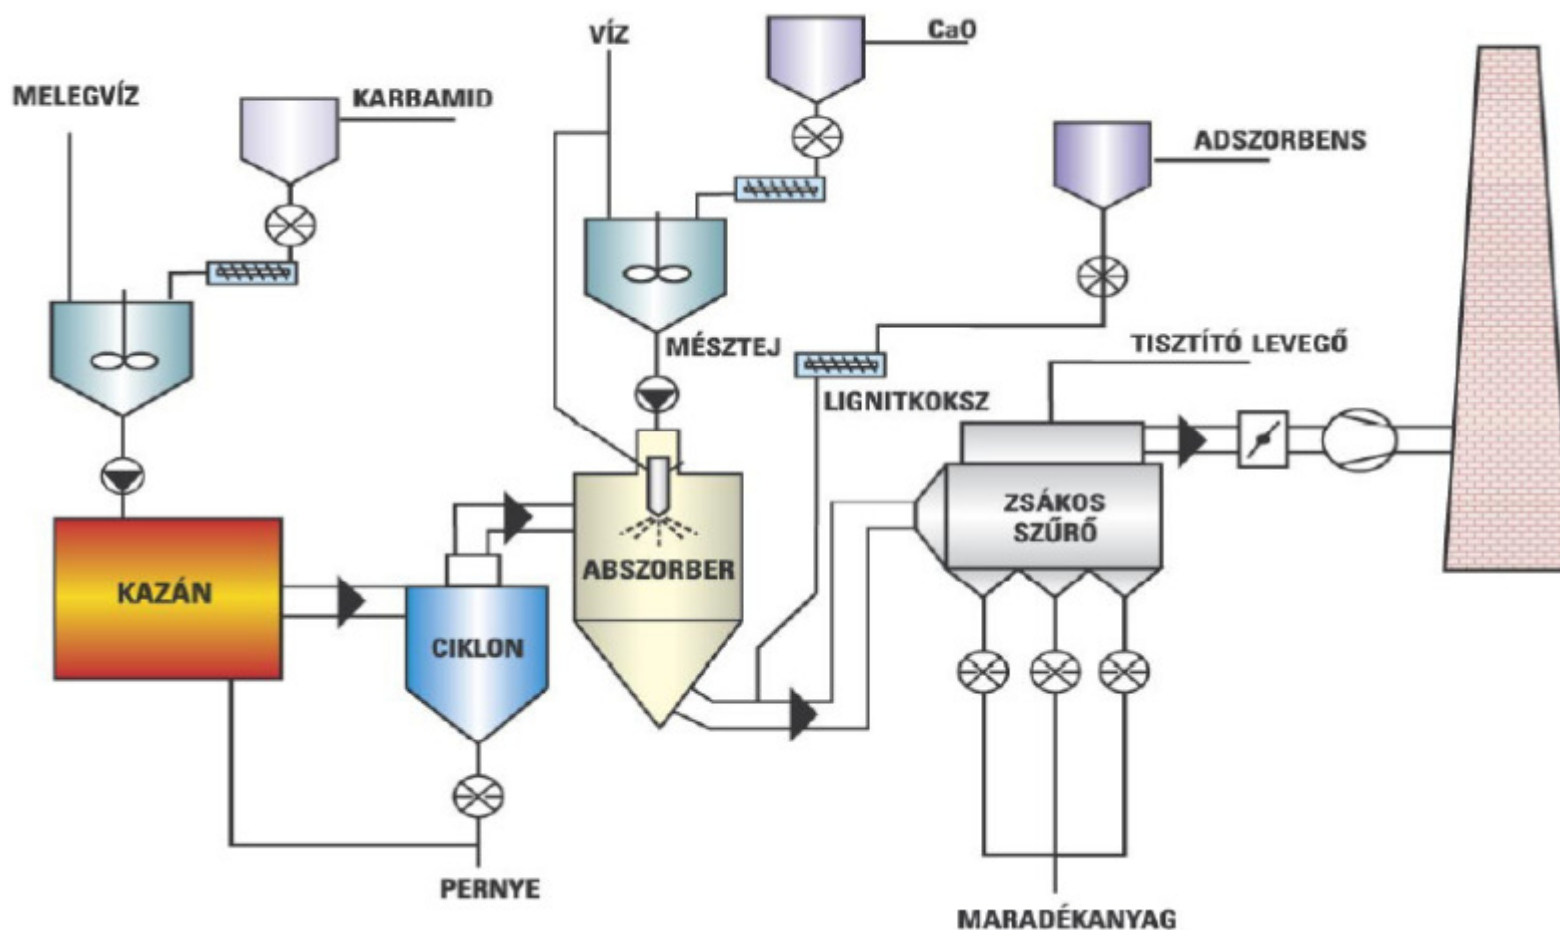 VÍZ
CaO
MELEGVÍZ
KARBAMID
ADSZORBENS
MÉSZTEJ
TISZTÍTÓ LEVEGŐ
LIGNITKOKSZ
ZSÁKOS
SZŰRŐ
ABSZORBER
KAZÁN
CIKLON
PERNYE
MARADÉKANYAG